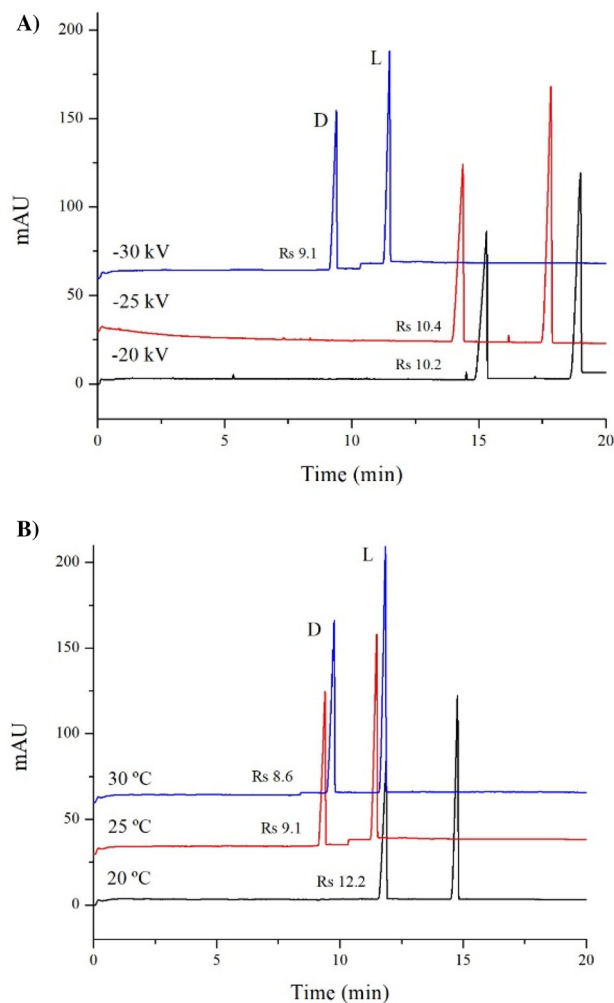 A)
200
150
100
50
0
mAU
L
D
-30 kV
Rs 9.1
-25 kV
Rs 10.4
-20 kV
Rs 10.2
0 5 10 15 20
Time (min)
B)
200
150
100
50
0
mAU
L
D
30 ºC
Rs 8.6
25 ºC
Rs 9.1
20 ºC
Rs 12.2
0 5 10 15 20
Time (min)